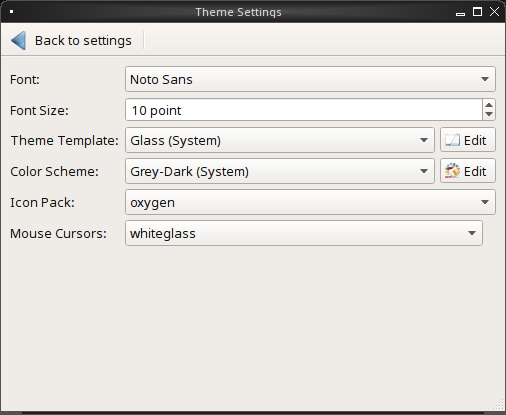 Theme Settings
Back to settings
Font: Noto Sans
Font Size: 10 point
Theme Template: Glass (System) Edit
Color Scheme: Grey-Dark (System) Edit
Icon Pack: oxygen
Mouse Cursors: whiteglass